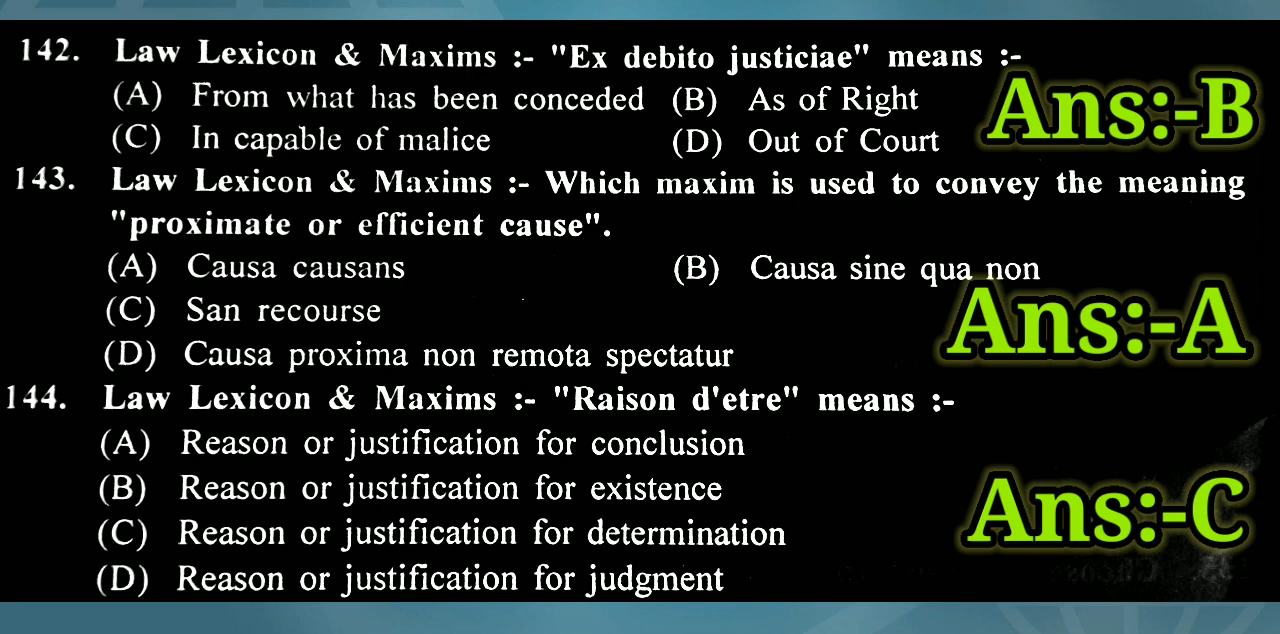 142. Law Lexicon & Maxims :- "Ex debito justiciae" means :-
(A) From what has been conceded (B) As of Right
Ans:-B
(C) In capable of malice (D) Out of Court
143. Law Lexicon & Maxims :- Which maxim is used to convey the meaning
"proximate or efficient cause".
(A) Causa causans (B) Causa sine qua non
(C) San recourse
Ans:-A
(D) Causa proxima non remota spectatur
144. Law Lexicon & Maxims :- "Raison d'etre" means :-
(A) Reason or justification for conclusion
(B) Reason or justification for existence
Ans:-C
(C) Reason or justification for determination
(D) Reason or justification for judgment